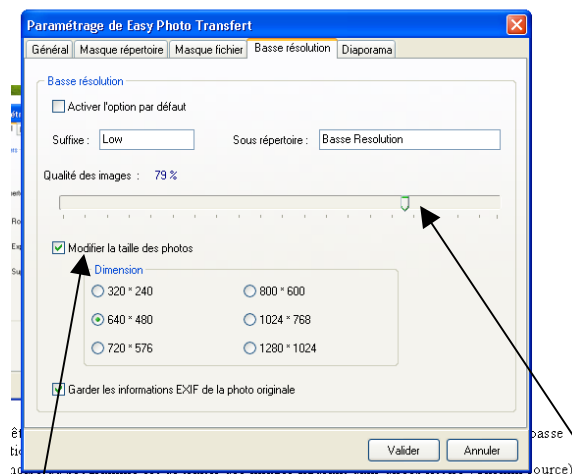 Paramétrage de Easy Photo Transfert
Général Masque répertoire Masque fichier Basse résolution Diaporama
Basse résolution
Activer l'option par défaut
Suffixe : Low Sous répertoire : Basse Resolution
Qualité des images : 79 %
Modifier la taille des photos
Dimension
320 * 240 800 * 600
640 * 480 1024 * 768
720 * 576 1280 * 1024
Garder les informations EXIF de la photo originale
basse
Valider Annuler
ource)